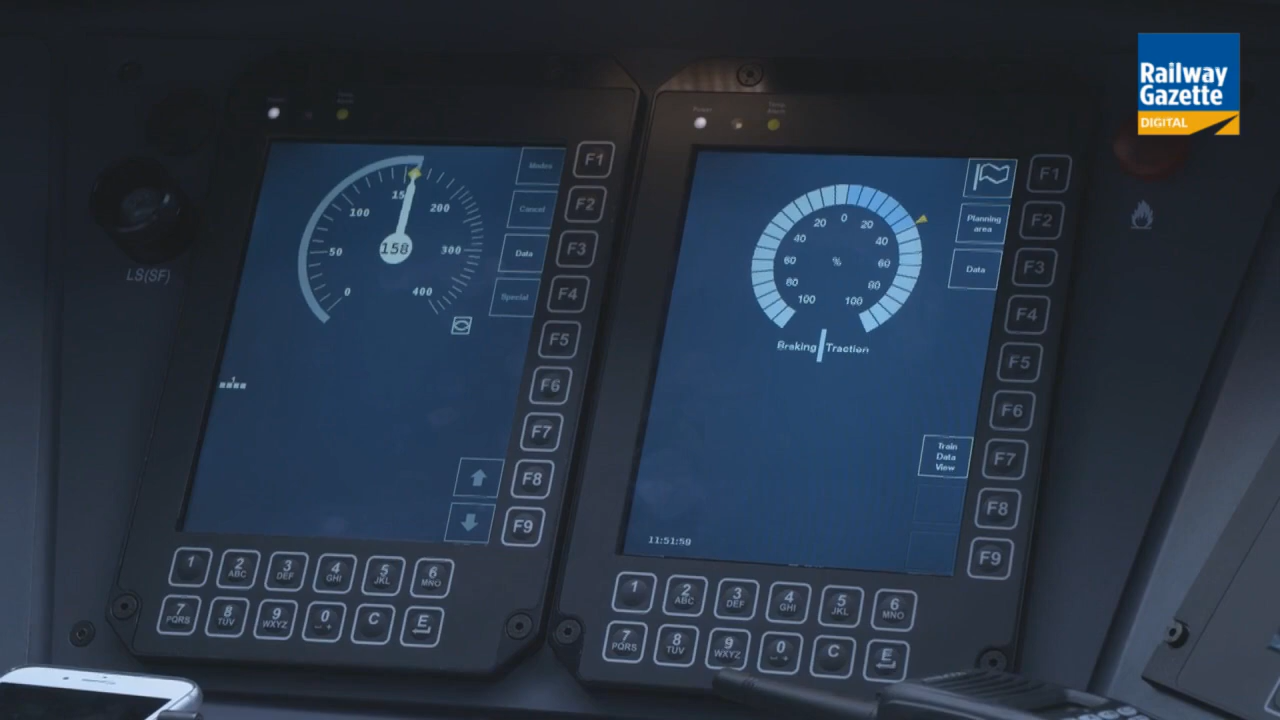 Railway
Gazette
DIGITAL
LS(SF)
Modes
Cancel
Data
Special
0
50
100
15
200
300
400
158
F1
F2
F3
F4
F5
F6
F7
F8
F9
1
2
ABC
3
DEF
4
GHI
5
JKL
6
MNO
7
PQRS
8
TUV
9
WXYZ
0
C
E
Power
Planning
area
Data
100
80
60
40
20
0
20
40
60
80
100
%
Braking
Traction
Train
Data
View
11:51:50
F1
F2
F3
F4
F5
F6
F7
F8
F9
1
2
ABC
3
DEF
4
GHI
5
JKL
6
MNO
7
PQRS
8
TUV
9
WXYZ
0
C
E